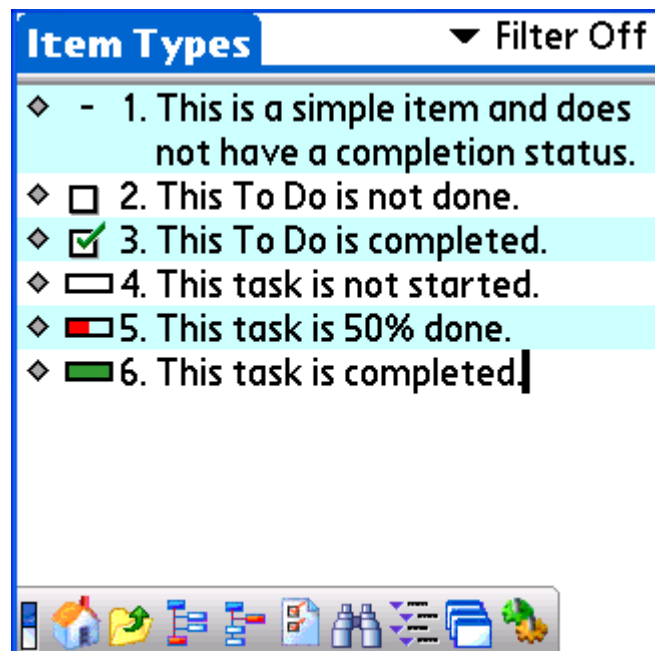 Item Types
Filter Off
- 1. This is a simple item and does
not have a completion status.
2. This To Do is not done.
3. This To Do is completed.
4. This task is not started.
5. This task is 50% done.
6. This task is completed.